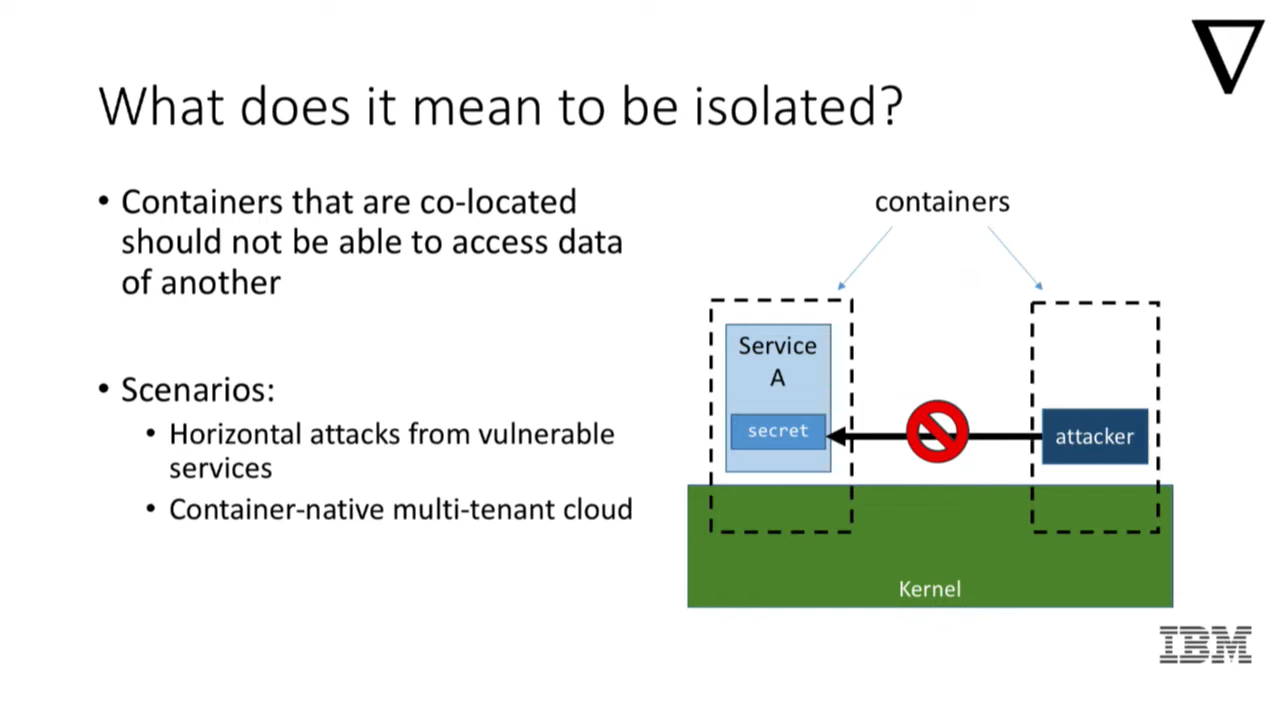 What does it mean to be isolated?
• Containers that are co-located
should not be able to access data
of another
• Scenarios:
• Horizontal attacks from vulnerable
services
• Container-native multi-tenant cloud
containers
Service
A
secret
attacker
Kernel
IBM